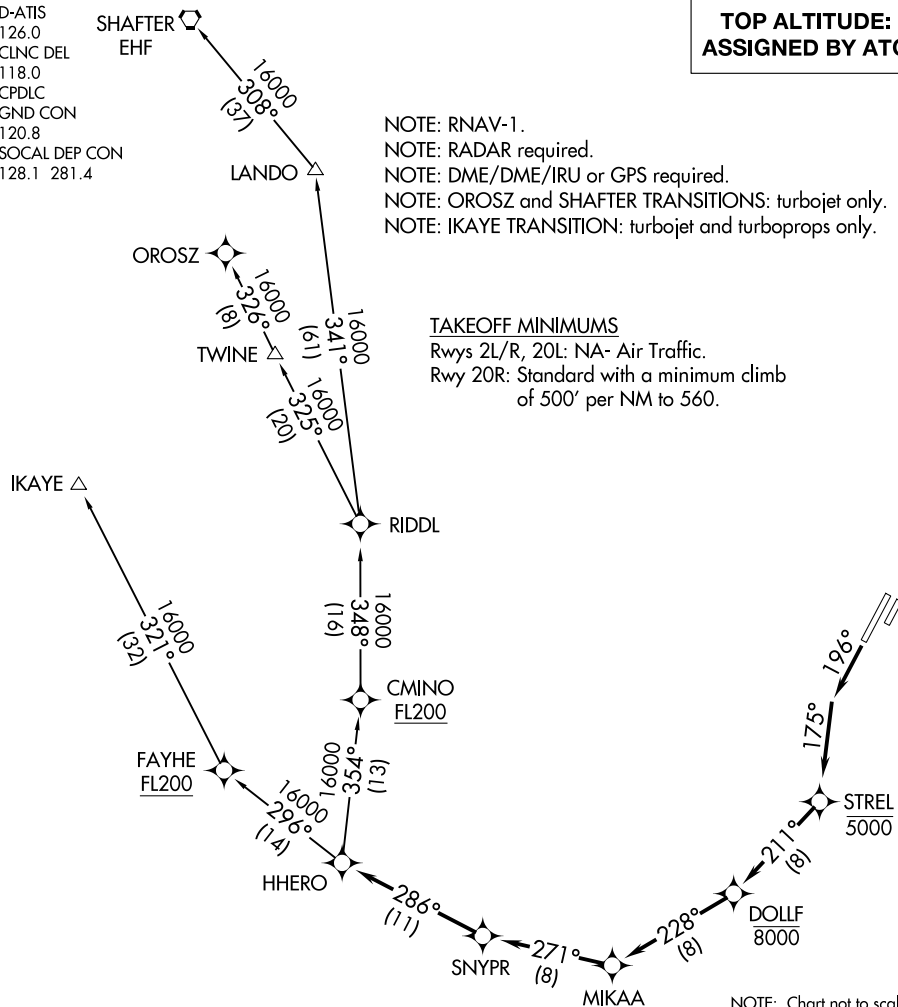 D-ATIS
126.0
CLNC DEL
118.0
CPDLC
GND CON
120.8
SOCAL DEP CON
128.1 281.4
SHAFTER
EHF
TOP ALTITUDE:
ASSIGNED BY ATC
16000
308°
(37)
LANDO
NOTE: RNAV-1.
NOTE: RADAR required.
NOTE: DME/DME/IRU or GPS required.
NOTE: OROSZ and SHAFTER TRANSITIONS: turbojet only.
NOTE: IKAYE TRANSITION: turbojet and turboprops only.
OROSZ
16000
326°
(8)
16000
341°
(61)
TWINE
16000
325°
(20)
TAKEOFF MINIMUMS
Rwys 2L/R, 20L: NA- Air Traffic.
Rwy 20R: Standard with a minimum climb
of 500' per NM to 560.
IKAYE
RIDDL
16000
321°
(32)
16000
348°
(16)
196°
175°
CMINO
FL200
FAYHE
FL200
16000
354°
(13)
16000
296°
(14)
STREL
5000
211°
(8)
HHERO
DOLLF
8000
286°
(11)
228°
(8)
SNYPR
271°
(8)
MIKAA
NOTE: Chart not to scal